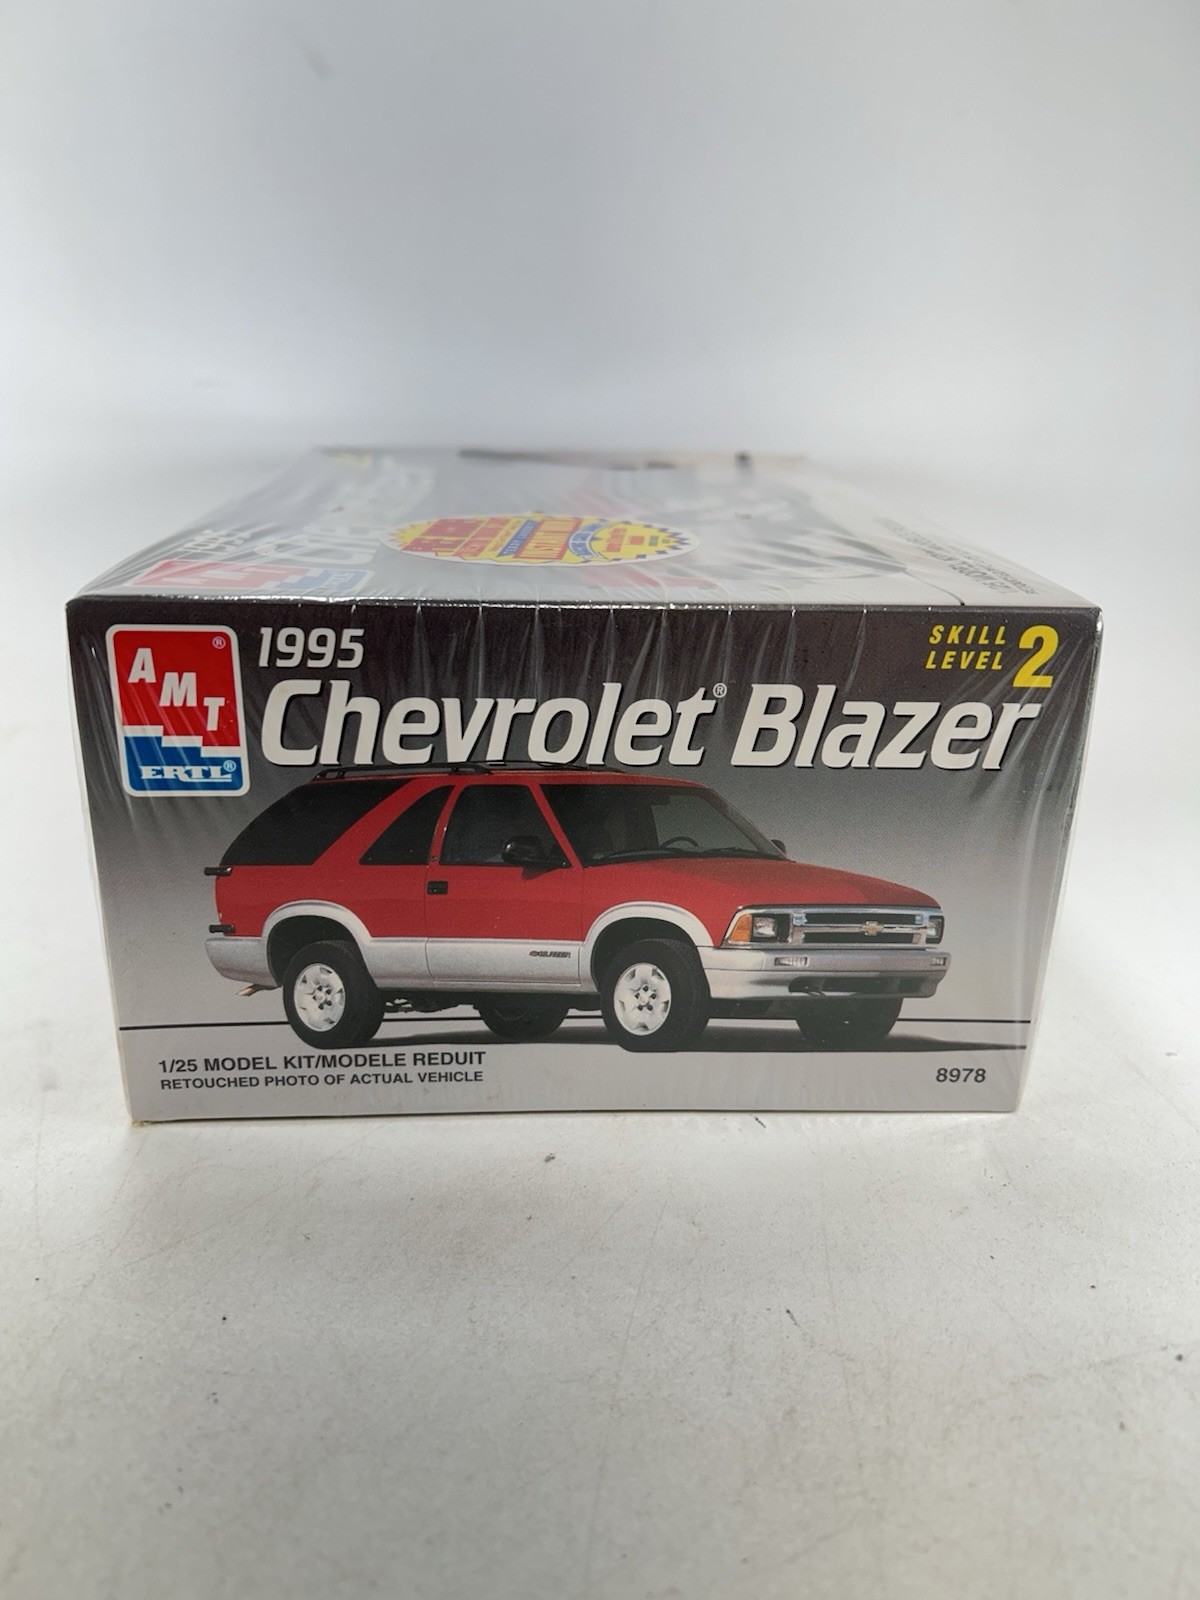 AMT®
ERTL®
1995
Chevrolet® Blazer
SKILL
LEVEL 2
BLAZER
1/25 MODEL KIT/MODELE REDUIT
RETOUCHED PHOTO OF ACTUAL VEHICLE
8978